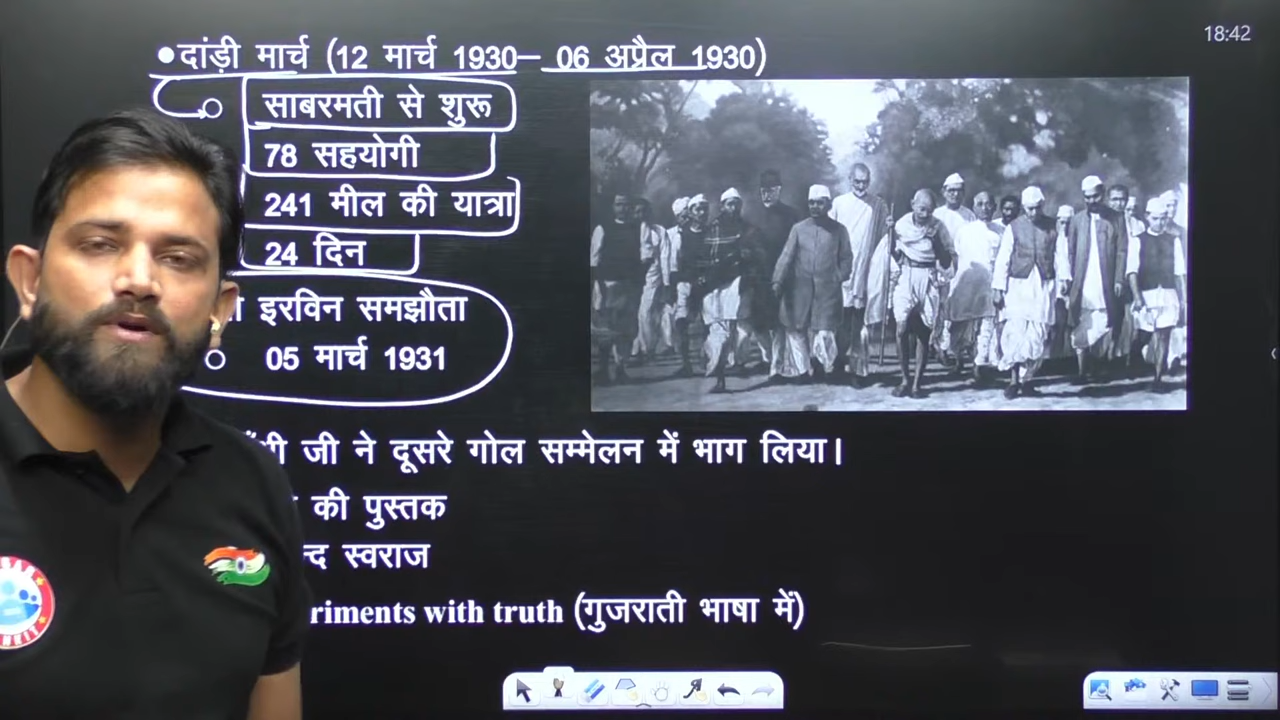 18:42
•दांड़ी मार्च (12 मार्च 1930– 06 अप्रैल 1930)
साबरमती से शुरू
78 सहयोगी
241 मील की यात्रा
24 दिन
इरविन समझौता
05 मार्च 1931
जी ने दूसरे गोल सम्मेलन में भाग लिया।
की पुस्तक
स्वराज
with truth (गुजराती भाषा में)